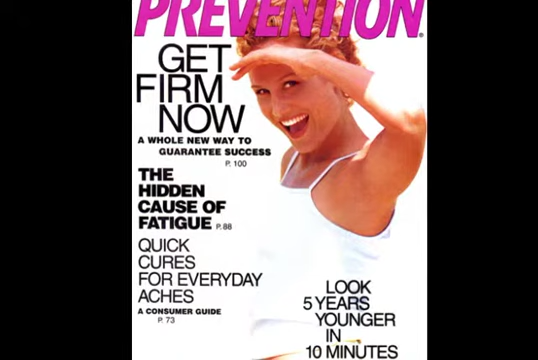 PREVENTION®
GET
FIRM
NOW
A WHOLE NEW WAY TO
GUARANTEE SUCCESS
P. 100
THE
HIDDEN
CAUSE OF
FATIGUE P. 88
QUICK
CURES
FOR EVERYDAY
ACHES
A CONSUMER GUIDE
P. 73
LOOK
5 YEARS
YOUNGER
IN
10 MINUTES